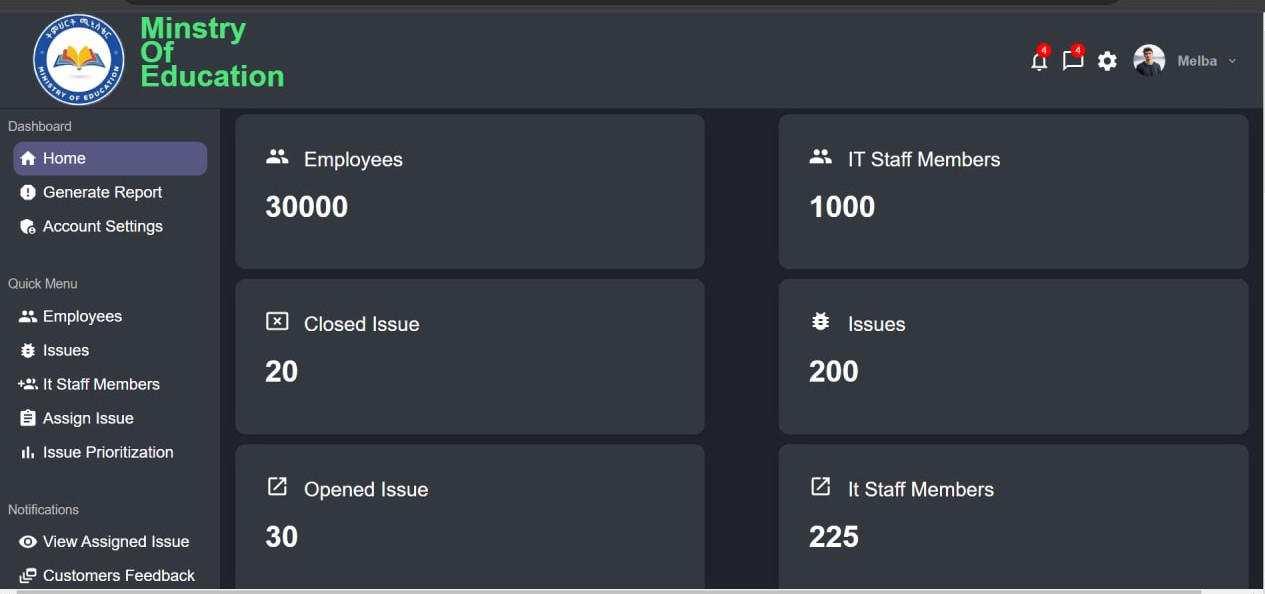 ትምህርት ሚኒስቴር
MINISTRY OF EDUCATION
Minstry
Of
Education
4
4
Melba
Dashboard
Home
Generate Report
Account Settings
Quick Menu
Employees
Issues
It Staff Members
Assign Issue
Issue Prioritization
Notifications
View Assigned Issue
Customers Feedback
Employees
30000
IT Staff Members
1000
Closed Issue
20
Issues
200
Opened Issue
30
It Staff Members
225